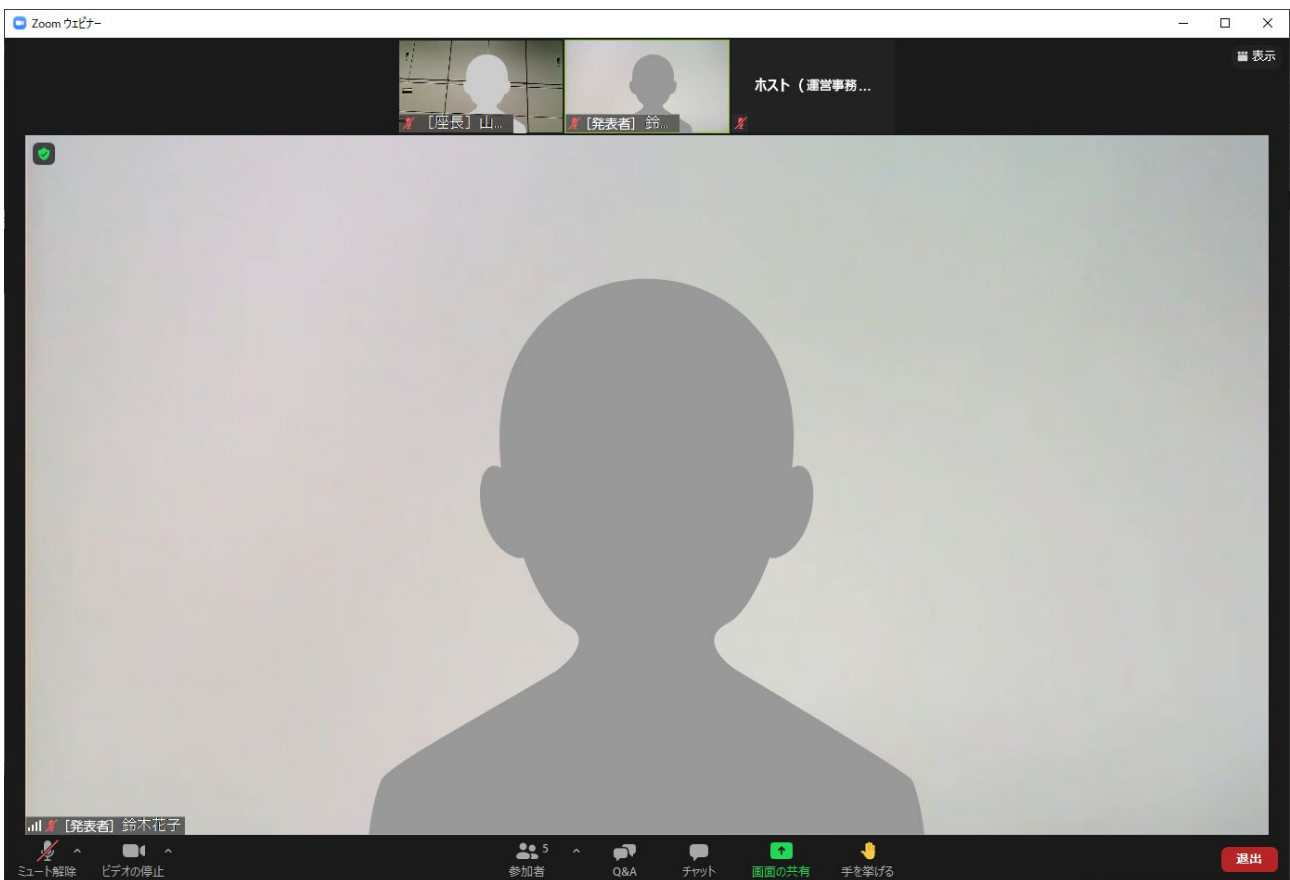 Zoom ウェビナー
表示
[座長] 山...
[発表者] 鈴...
ホスト（運営事務...
[発表者] 鈴木花子
ミュート解除
ビデオの停止
5
参加者
Q&A
チャット
画面の共有
手を挙げる
退出